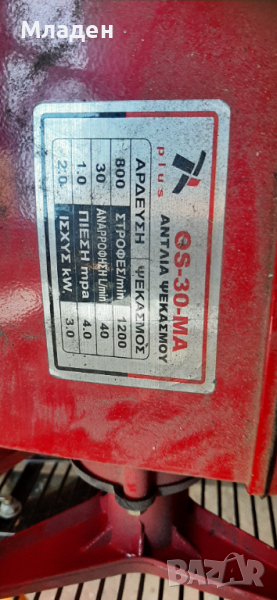 Младен
plus
QS-30-MA
ΑΝΤΛΙΑ ΨΕΚΑΣΜΟΥ
ΑΡΔΕΥΣΗ ΨΕΚΑΣΜΟΣ
800 ΣΤΡΟΦΕΣ/min 1200
30 ΑΝΑΡΡΟΦΗΣΗ L/min 40
1.0 ΠΙΕΣΗ mpa 4.0
2.0 ΙΣΧΥΣ kW. 3.0
BAZAR